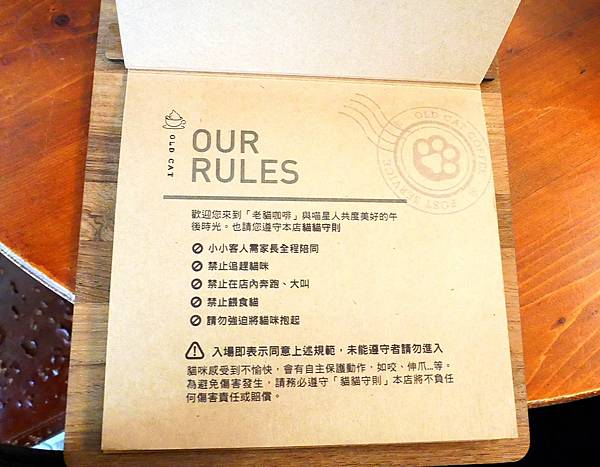 OLD CAT
OUR
RULES
OLD CAT COFFEE
POST SERVICE
歡迎您來到「老貓咖啡」與喵星人共度美好的午
後時光。也請您遵守本店貓貓守則
小小客人需家長全程陪同
禁止追趕貓咪
禁止在店內奔跑、大叫
禁止餵食貓
請勿強迫將貓咪抱起
入場即表示同意上述規範，未能遵守者請勿進入
貓咪感受到不愉快，會有自主保護動作，如咬、伸爪...等。
為避免傷害發生，請務必遵守「貓貓守則」本店將不負任
何傷害責任或賠償。